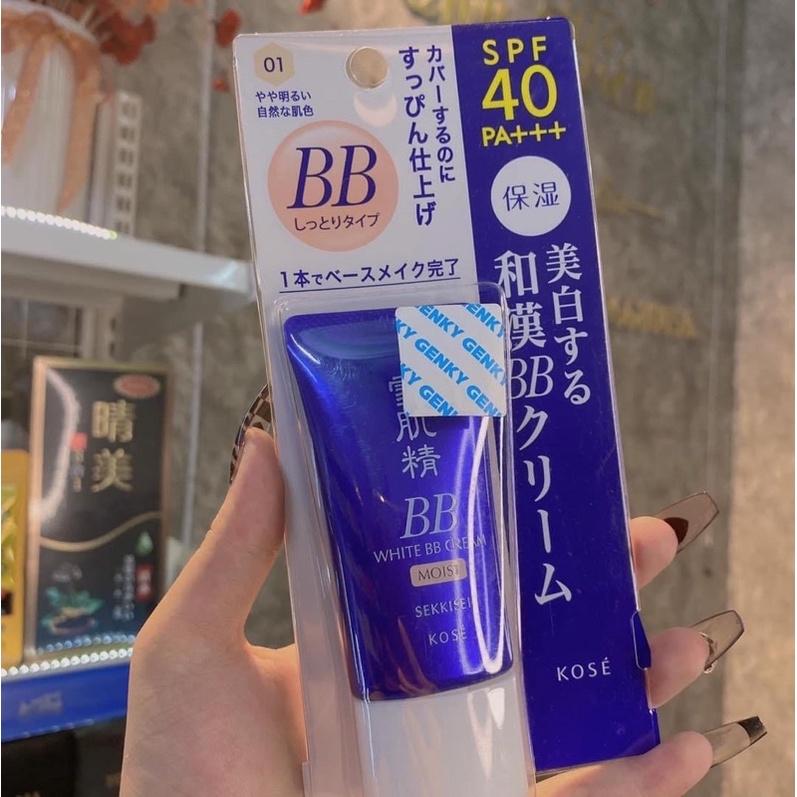 01
やや明るい
自然な肌色
カバーするのに
すっぴん仕上げ
BB
しっとりタイプ
1本でベースメイク完了
SPF
40
PA+++
保湿
美白する
和漢BBクリーム
KOSÉ
GENKY GENKY
GENKY GENKY
雪肌精
BB
WHITE BB CREAM
MOIST
SEKKISEI
KOSÉ
晴美